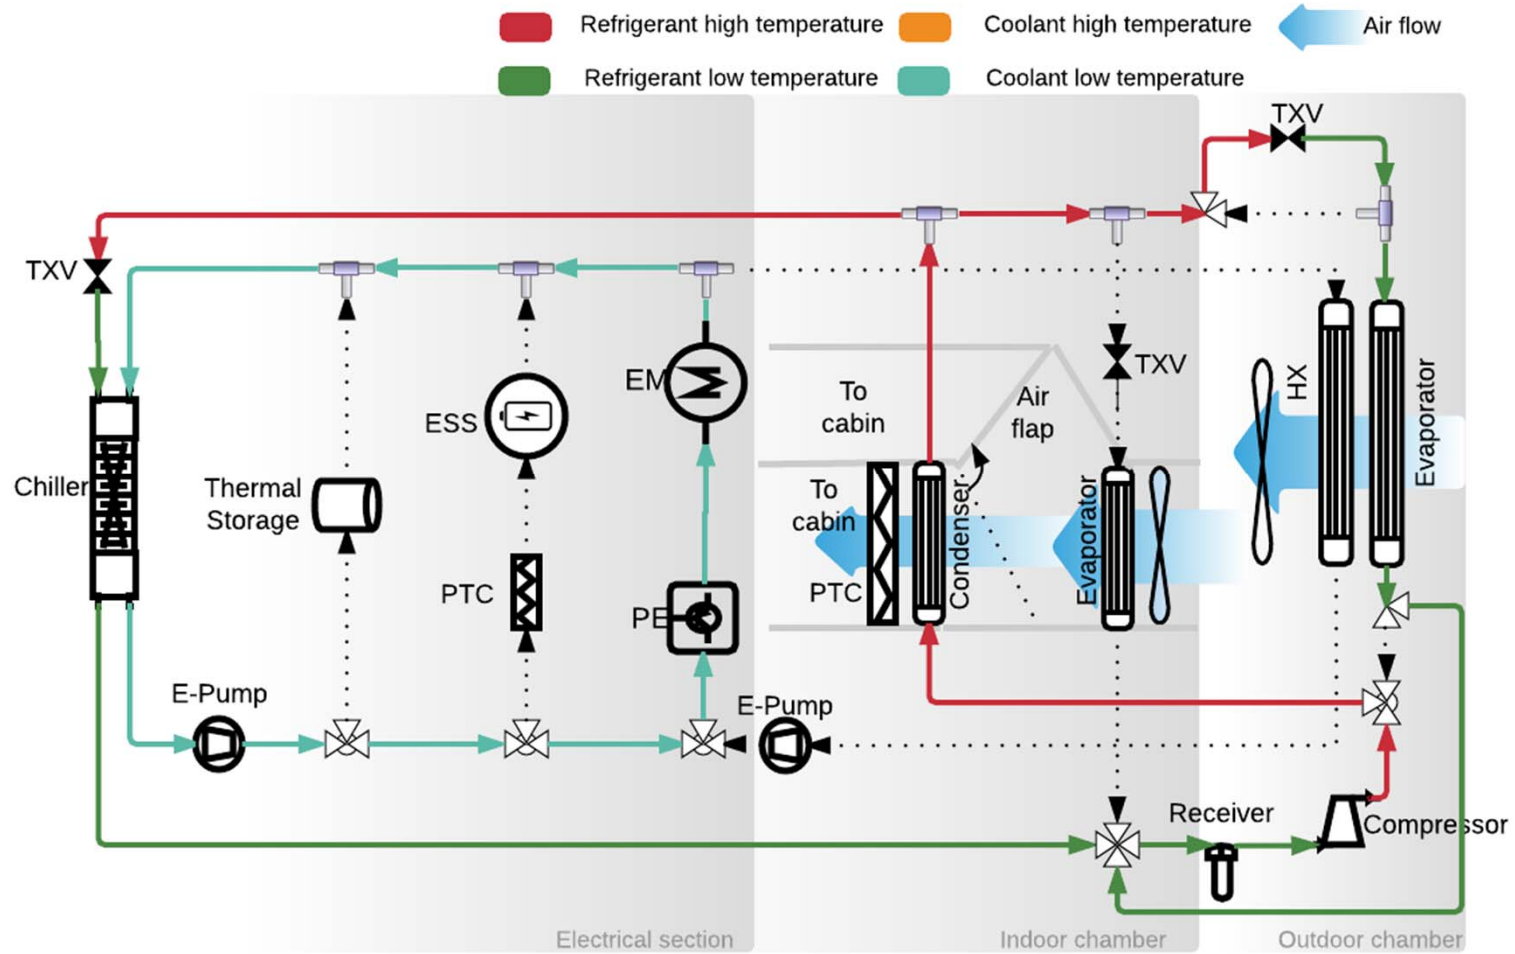 Refrigerant high temperature
Coolant high temperature
Air flow
Refrigerant low temperature
Coolant low temperature
TXV
TXV
TXV
EM
ESS
To
cabin
Air
flap
HX
Evaporator
Chiller
Thermal
Storage
To
cabin
Condenser
Evaporator
PTC
PTC
PE
E-Pump
E-Pump
Receiver
Compressor
Electrical section
Indoor chamber
Outdoor chamber